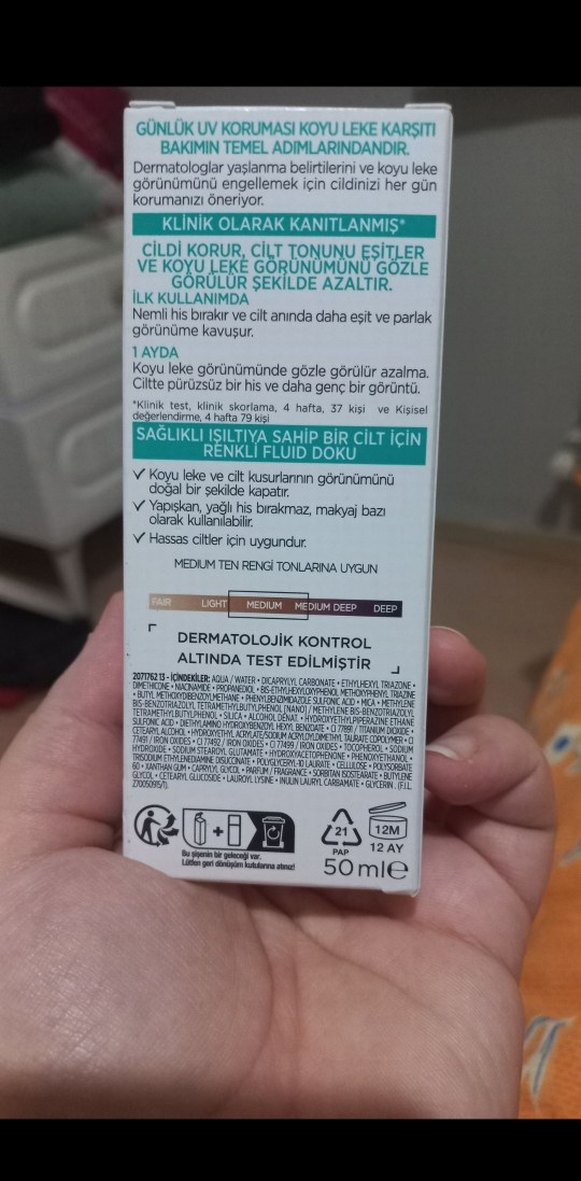 GÜNLÜK UV KORUMASI KOYU LEKE KARŞITI
BAKIMIN TEMEL ADIMLARINDANDIR.
Dermatologlar yaşlanma belirtilerini ve koyu leke
görünümünü engellemek için cildinizi her gün
korumanızı öneriyor.
KLİNİK OLARAK KANITLANMIŞ*
CİLDİ KORUR, CİLT TONUNU EŞİTLER
VE KOYU LEKE GÖRÜNÜMÜNÜ GÖZLE
GÖRÜLÜR ŞEKİLDE AZALTIR.
İLK KULLANIMDA
Nemli his bırakır ve cilt anında daha eşit ve parlak
görünüme kavuşur.
1 AYDA
Koyu leke görünümünde gözle görülür azalma.
Ciltte pürüzsüz bir his ve daha genç bir görüntü.
*Klinik test, klinik skorlama, 4 hafta, 37 kişi ve Kişisel
değerlendirme, 4 hafta 79 kişi
SAĞLIKLI IŞILTIYA SAHİP BİR CİLT İÇİN
RENKLİ FLUID DOKU
✓ Koyu leke ve cilt kusurlarının görünümünü
doğal bir şekilde kapatır.
✓ Yapışkan, yağlı his bırakmaz, makyaj bazı
olarak kullanılabilir.
✓ Hassas ciltler için uygundur.
MEDIUM TEN RENGİ TONLARINA UYGUN
FAIR LIGHT MEDIUM MEDIUM DEEP DEEP
DERMATOLOJİK KONTROL
ALTINDA TEST EDİLMİŞTİR
2071762 13 - İÇİNDEKİLER: AQUA / WATER • DICAPRYLYL CARBONATE • ETHYLHEXYL TRIAZONE •
DIMETHICONE • NIACINAMIDE • PROPANEDIOL • BIS-ETHYLHEXYLOXYPHENOL METHOXYPHENYL TRIAZINE
• BUTYL METHOXYDIBENZOYLMETHANE • PHENYLBENZIMIDAZOLE SULFONIC ACID • MICA • METHYLENE
BIS-BENZOTRIAZOLYL TETRAMETHYLBUTYLPHENOL [NANO] / METHYLENE BIS-BENZOTRIAZOLYL
TETRAMETHYLBUTYLPHENOL • SILICA • ALCOHOL DENAT. • HYDROXYETHYLPIPERAZINE ETHANE
SULFONIC ACID • DIETHYLAMINO HYDROXYBENZOYL HEXYL BENZOATE • CI 77891 / TITANIUM DIOXIDE •
CETEARYL ALCOHOL • HYDROXYETHYL ACRYLATE/SODIUM ACRYLOYLDIMETHYL TAURATE COPOLYMER • CI
77491 / IRON OXIDES • CI 77492 / IRON OXIDES • CI 77499 / IRON OXIDES • TOCOPHEROL • SODIUM
HYDROXIDE • SODIUM STEAROYL GLUTAMATE • HYDROXYACETOPHENONE • PHENOXYETHANOL •
TRISODIUM ETHYLENEDIAMINE DISUCCINATE • POLYGLYCERYL-10 LAURATE • CELLULOSE • POLYSORBATE
60 • XANTHAN GUM • CAPRYLYL GLYCOL • PARFUM / FRAGRANCE • SORBITAN ISOSTEARATE • BUTYLENE
GLYCOL • CETEARYL GLUCOSIDE • LAUROYL LYSINE • INULIN LAURYL CARBAMATE • GLYCERIN . (F.I.L.
Z70050915/1).
Bu şişenin bir geleceği var.
Lütfen geri dönüşüm kutularına atınız!
21
PAP
12M
12 AY
50 ml e